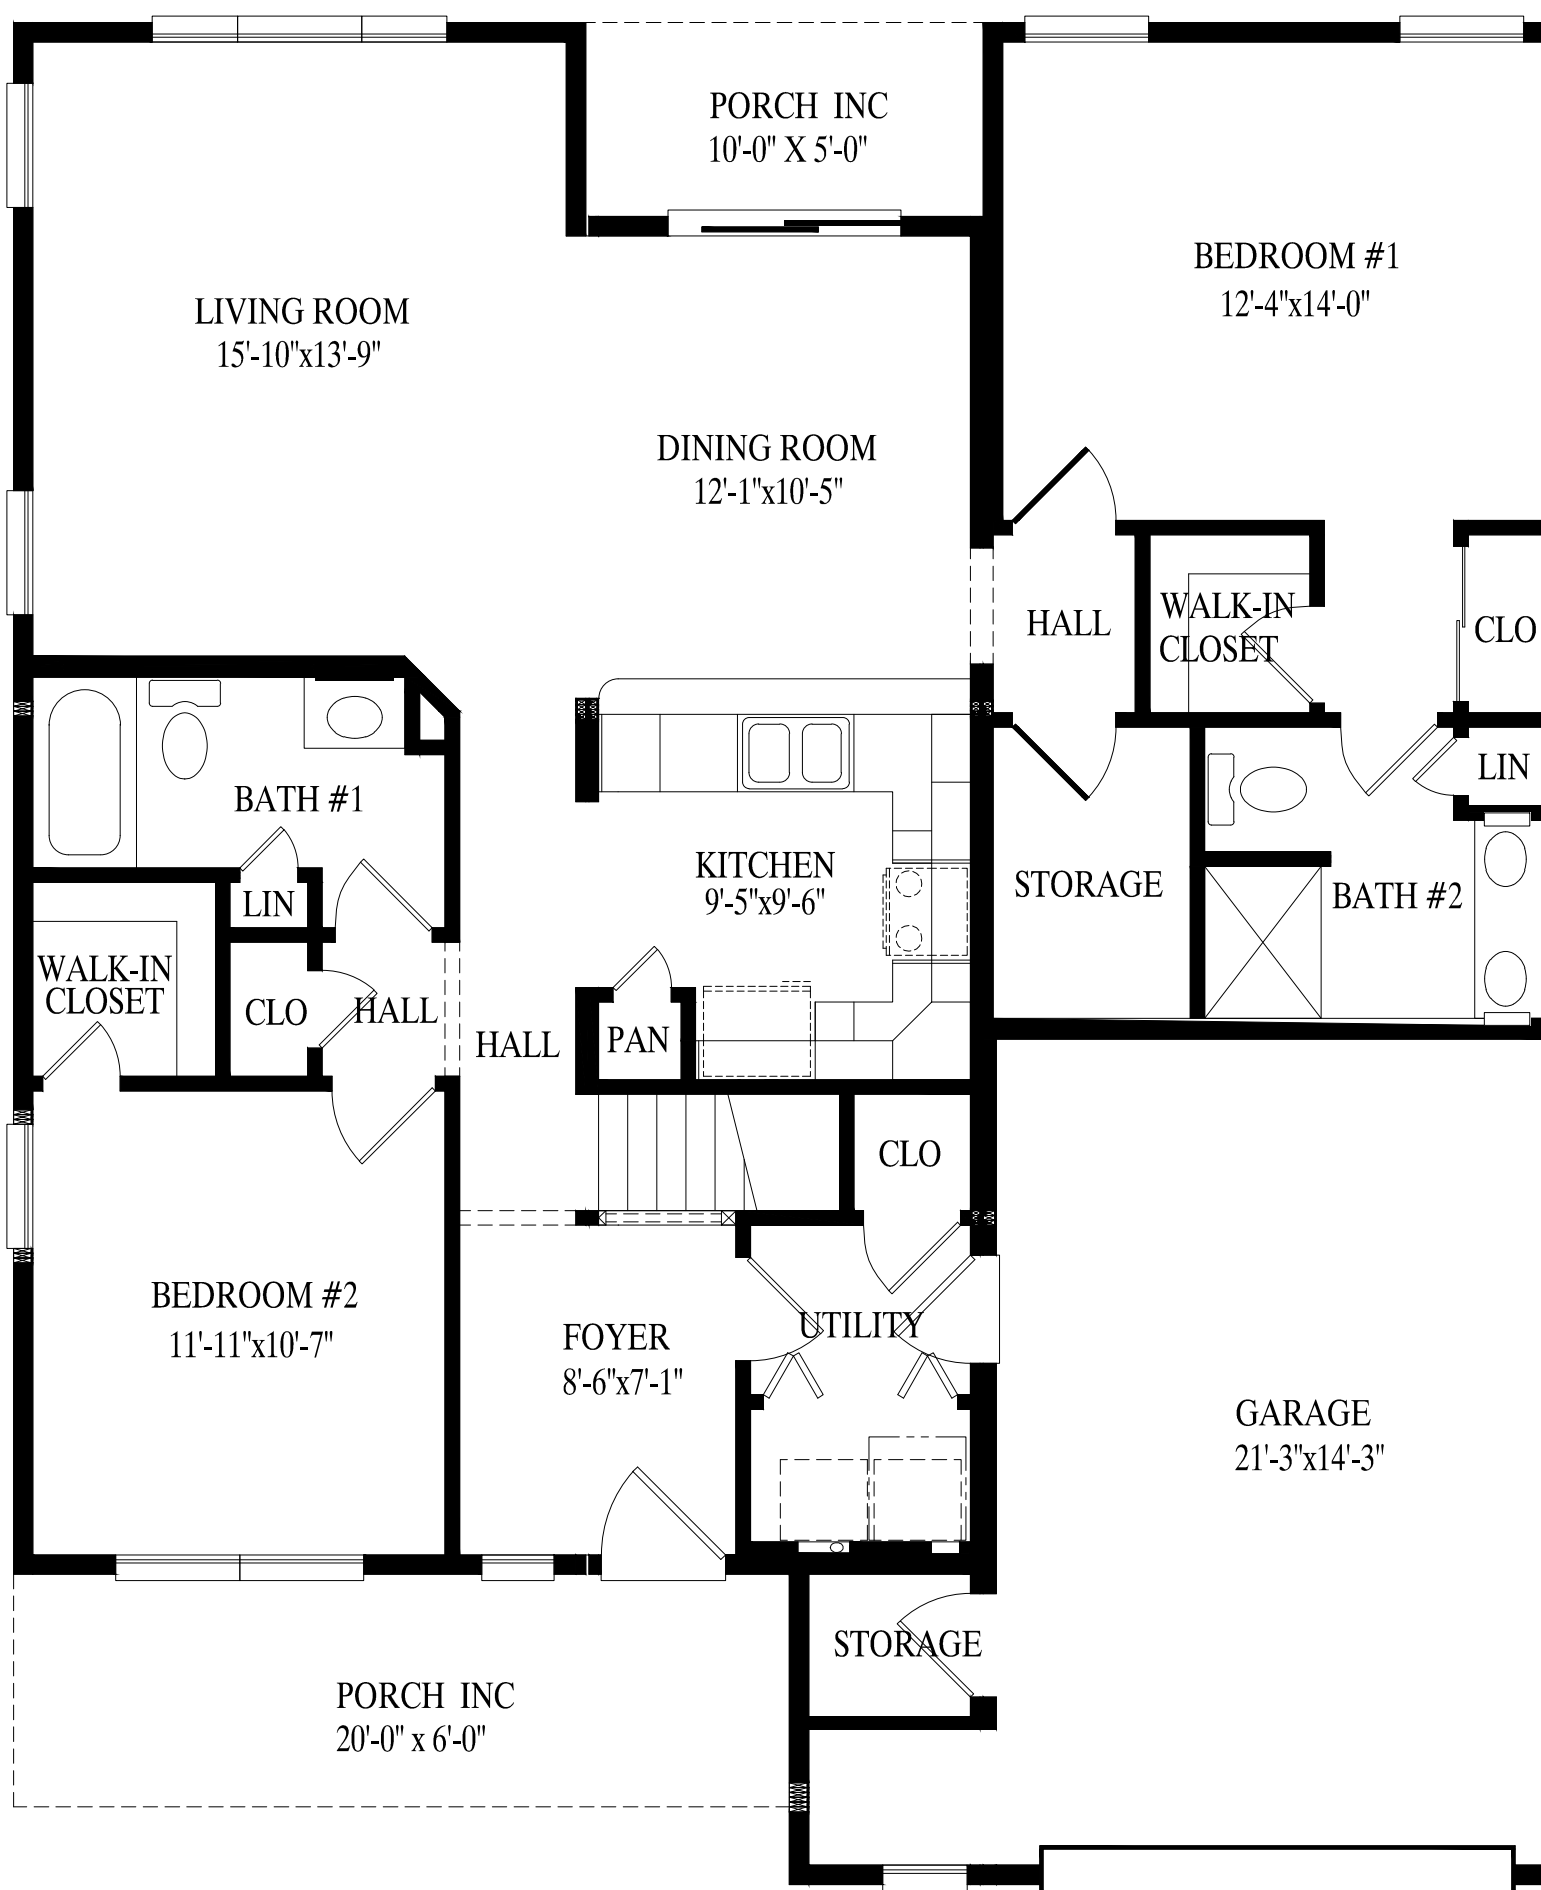 PORCH INC
10'-0" X 5'-0"
BEDROOM #1
12'-4"x14'-0"
LIVING ROOM
15'-10"x13'-9"
DINING ROOM
12'-1"x10'-5"
HALL
WALK-IN
CLOSET
CLO
LIN
BATH #1
KITCHEN
9'-5"x9'-6"
STORAGE
BATH #2
LIN
WALK-IN
CLOSET
CLO
HALL
HALL
PAN
CLO
BEDROOM #2
11'-11"x10'-7"
FOYER
8'-6"x7'-1"
UTILITY
GARAGE
21'-3"x14'-3"
STORAGE
PORCH INC
20'-0" x 6'-0"